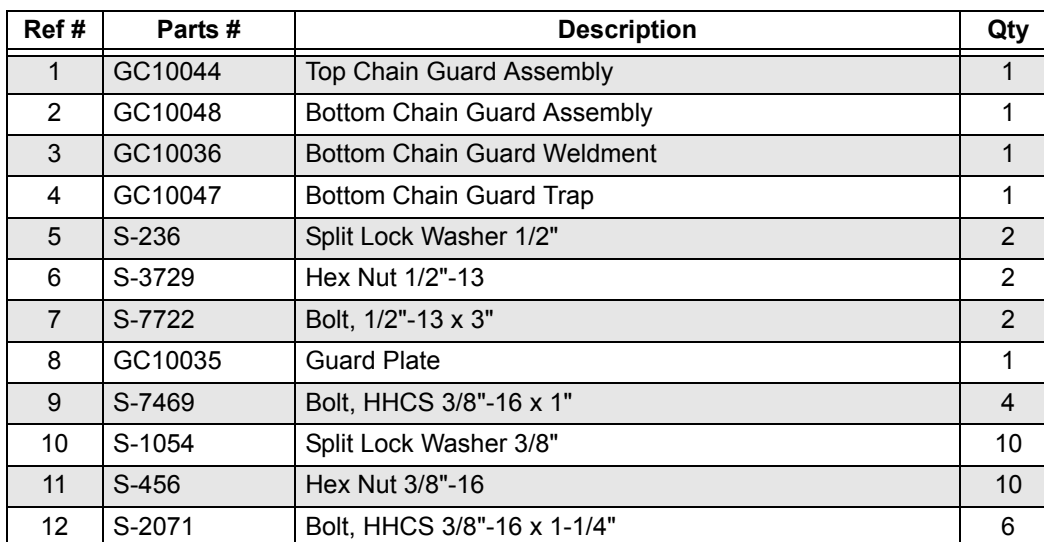 Ref # Parts # Description Qty
1 GC10044 Top Chain Guard Assembly 1
2 GC10048 Bottom Chain Guard Assembly 1
3 GC10036 Bottom Chain Guard Weldment 1
4 GC10047 Bottom Chain Guard Trap 1
5 S-236 Split Lock Washer 1/2" 2
6 S-3729 Hex Nut 1/2"-13 2
7 S-7722 Bolt, 1/2"-13 x 3" 2
8 GC10035 Guard Plate 1
9 S-7469 Bolt, HHCS 3/8"-16 x 1" 4
10 S-1054 Split Lock Washer 3/8" 10
11 S-456 Hex Nut 3/8"-16 10
12 S-2071 Bolt, HHCS 3/8"-16 x 1-1/4" 6